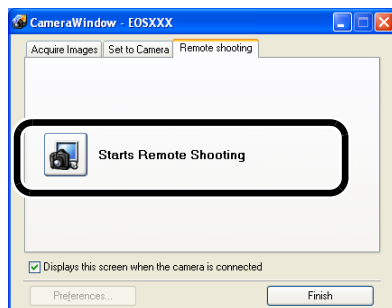 CameraWindow - EOSXXX
Acquire Images Set to Camera Remote shooting
Starts Remote Shooting
Displays this screen when the camera is connected
Preferences... Finish